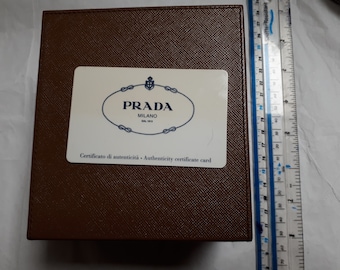 PRADA
MILANO
Certificato di autenticità • Authenticity certificate card